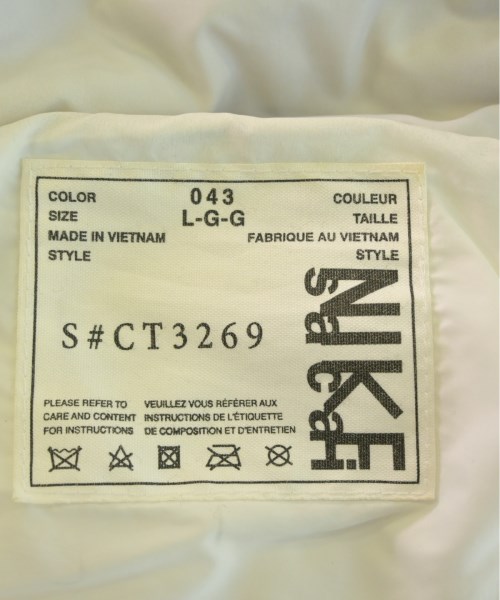 COLOR 043 COULEUR
SIZE L-G-G TAILLE
MADE IN VIETNAM FABRIQUE AU VIETNAM
STYLE STYLE
S#CT3269
NIKE
sacai
PLEASE REFER TO VEUILLEZ VOUS RÉFÉRER AUX
CARE AND CONTENT INSTRUCTIONS DE L'ÉTIQUETTE
FOR INSTRUCTIONS DE COMPOSITION ET D'ENTRETIEN